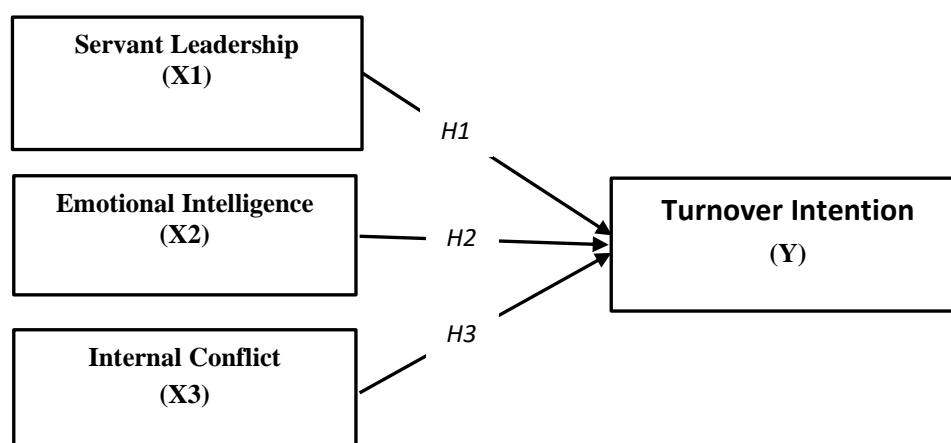 Servant Leadership
(X1)
H1
Emotional Intelligence
(X2)
H2
Turnover Intention
(Y)
Internal Conflict
(X3)
H3